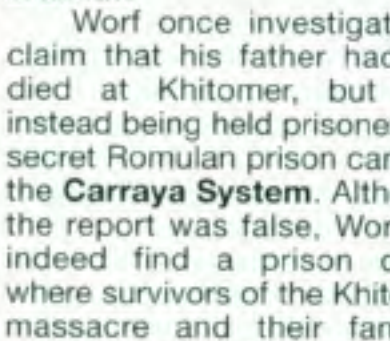 Worf once investigat
claim that his father had
died at Khitomer, but
instead being held prisone
secret Romulan prison cam
the Carraya System. Alth
the report was false, Wor
indeed find a prison c
where survivors of the Khit
massacre and their fam